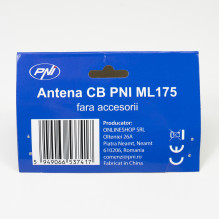 PNI
Antena CB PNI ML175
fara accesorii
Producator:
ONLINESHOP SRL
Olteniei 26A
Piatra Neamt, Neamt
610206, Romania
comenzi@pni.ro
Fabricat in China
5 949066 537417